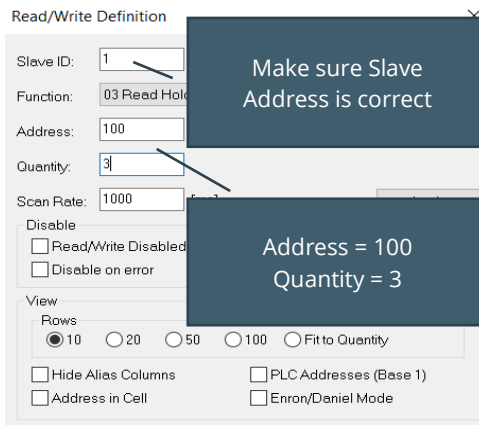 Read/Write Definition
Slave ID: 1
Make sure Slave
Address is correct
Function: 03 Read Hol
Address: 100
Quantity: 3
Scan Rate: 1000
Disable
Read/Write Disabled
Address = 100
Quantity = 3
Disable on error
View
Rows
10 20 50 100 Fit to Quantity
Hide Alias Columns PLC Addresses (Base 1)
Address in Cell Enron/Daniel Mode